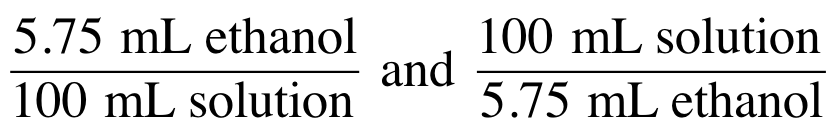 5.75 mL ethanol
100 mL solution
and
100 mL solution
5.75 mL ethanol